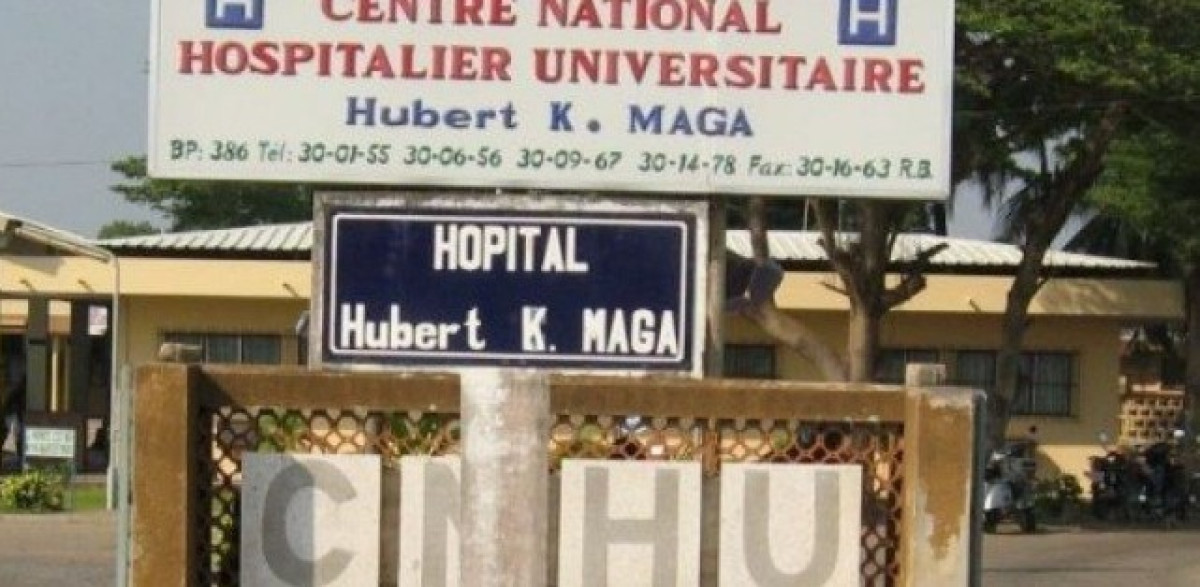 H CENTRE NATIONAL H
HOSPITALIER UNIVERSITAIRE
Hubert K. MAGA
BP: 386 Tel: 30-01-55 30-06-56 30-09-67 30-14-78 Fax: 30-16-63 R.B.
HOPITAL
Hubert K. MAGA
CNHU